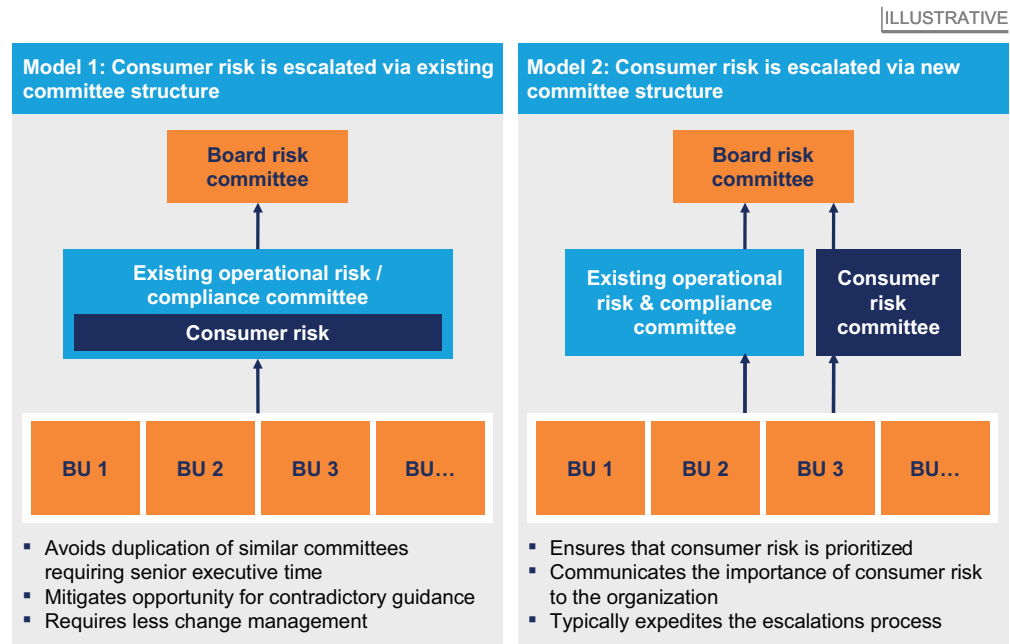 ILLUSTRATIVE
Model 1: Consumer risk is escalated via existing
committee structure
Board risk
committee
Existing operational risk /
compliance committee
Consumer risk
BU 1
BU 2
BU 3
BU…
▪ Avoids duplication of similar committees
requiring senior executive time
▪ Mitigates opportunity for contradictory guidance
▪ Requires less change management
Model 2: Consumer risk is escalated via new
committee structure
Board risk
committee
Existing operational
risk & compliance
committee
Consumer
risk
committee
BU 1
BU 2
BU 3
BU…
▪ Ensures that consumer risk is prioritized
▪ Communicates the importance of consumer risk
to the organization
▪ Typically expedites the escalations process